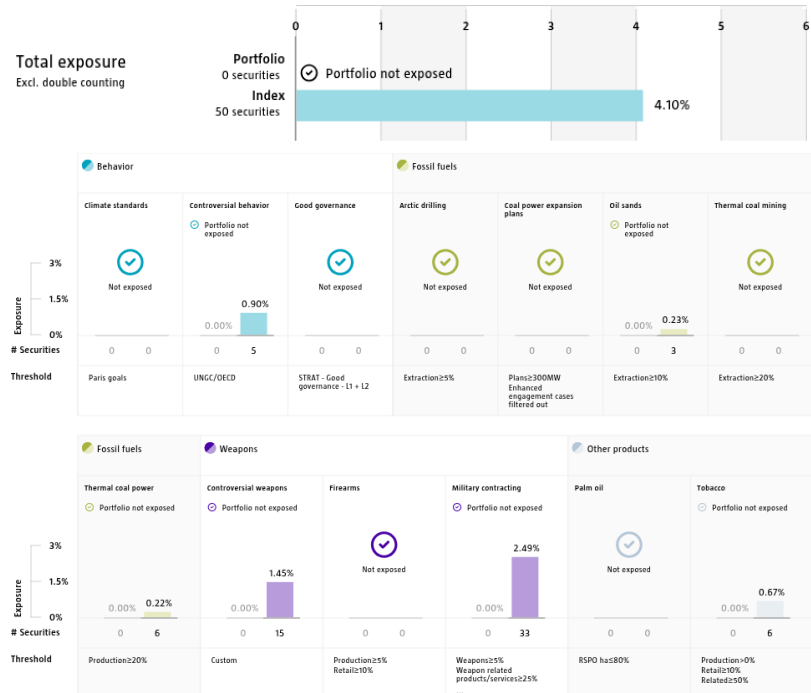 0 1 2 3 4 5 6
Total exposure
Excl. double counting
Portfolio
0 securities
Portfolio not exposed
Index
50 securities
4.10%
Behavior
Fossil fuels
Climate standards
Controversial behavior
Good governance
Arctic drilling
Coal power expansion
plans
Oil sands
Thermal coal mining
Portfolio not
exposed
Portfolio not
exposed
Not exposed
Not exposed
Not exposed
Not exposed
Not exposed
Exposure
3%
1.5%
0%
0.00% 0.90%
0.00% 0.23%
# Securities
0 0
0 5
0 0
0 0
0 0
0 3
0 0
Threshold
Paris goals
UNGC/OECD
STRAT - Good
governance - L1 + L2
Extraction≥5%
Plans≥300MW
Enhanced
engagement cases
filtered out
Extraction≥10%
Extraction≥20%
Fossil fuels
Weapons
Other products
Thermal coal power
Controversial weapons
Firearms
Military contracting
Palm oil
Tobacco
Portfolio not exposed
Portfolio not exposed
Portfolio not exposed
Portfolio not exposed
Not exposed
Not exposed
Exposure
3%
1.5%
0%
0.00% 0.22%
0.00% 1.45%
0.00% 2.49%
0.00% 0.67%
# Securities
0 6
0 15
0 0
0 33
0 0
0 6
Threshold
Production≥20%
Custom
Production≥5%
Retail≥10%
Weapons≥5%
Weapon related
products/services≥25%
RSPO ha≤80%
Production>0%
Retail≥10%
Related≥50%